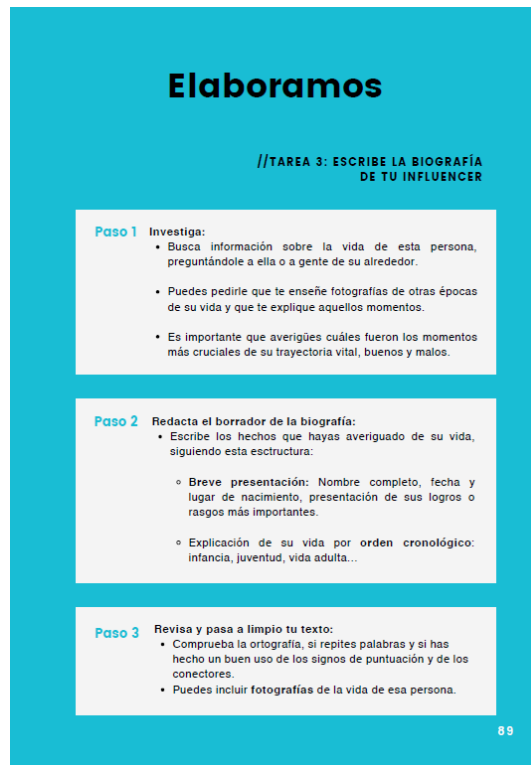 Elaboramos
//TAREA 3: ESCRIBE LA BIOGRAFÍA
DE TU INFLUENCER
Paso 1 Investiga:
• Busca información sobre la vida de esta persona,
preguntándole a ella o a gente de su alrededor.
• Puedes pedirle que te enseñe fotografías de otras épocas
de su vida y que te explique aquellos momentos.
• Es importante que averigües cuáles fueron los momentos
más cruciales de su trayectoria vital, buenos y malos.
Paso 2 Redacta el borrador de la biografía:
• Escribe los hechos que hayas averiguado de su vida,
siguiendo esta esctructura:
◦ Breve presentación: Nombre completo, fecha y
lugar de nacimiento, presentación de sus logros o
rasgos más importantes.
◦ Explicación de su vida por orden cronológico:
infancia, juventud, vida adulta...
Paso 3 Revisa y pasa a limpio tu texto:
• Comprueba la ortografía, si repites palabras y si has
hecho un buen uso de los signos de puntuación y de los
conectores.
• Puedes incluir fotografías de la vida de esa persona.
89